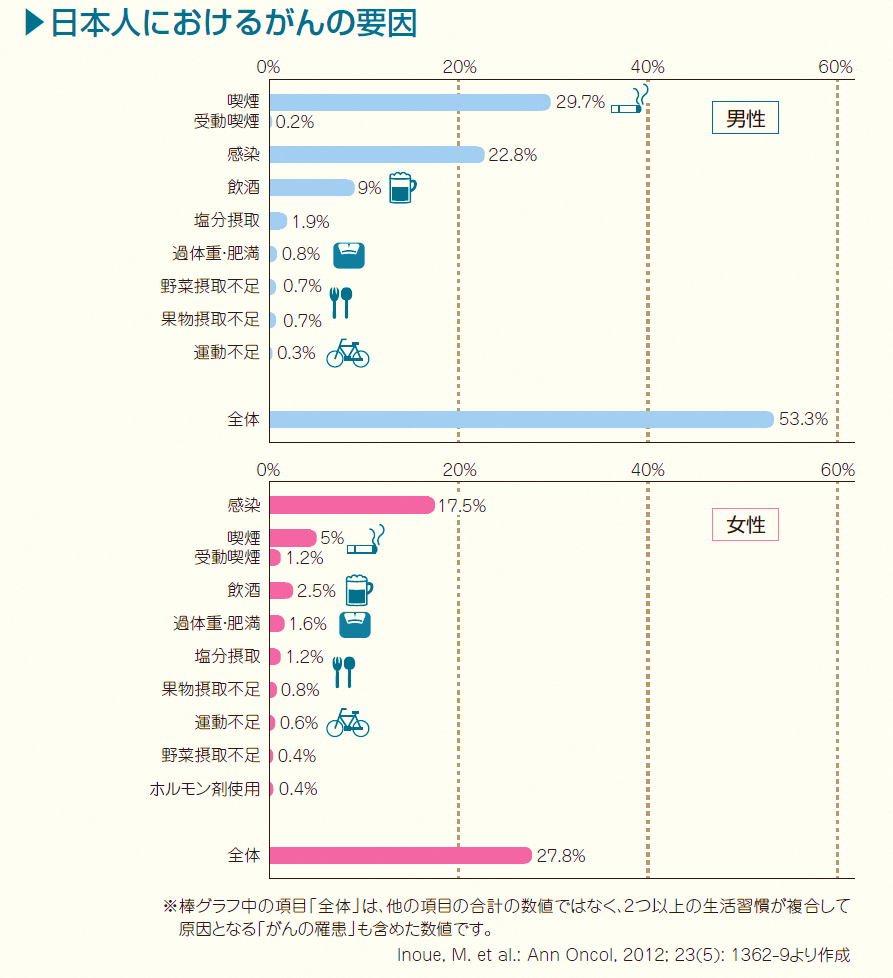 ▶日本人におけるがんの要因
0% 20% 40% 60%
男性
喫煙 29.7%
受動喫煙 0.2%
感染 22.8%
飲酒 9%
塩分摂取 1.9%
過体重・肥満 0.8%
野菜摂取不足 0.7%
果物摂取不足 0.7%
運動不足 0.3%
全体 53.3%
0% 20% 40% 60%
女性
感染 17.5%
喫煙 5%
受動喫煙 1.2%
飲酒 2.5%
過体重・肥満 1.6%
塩分摂取 1.2%
果物摂取不足 0.8%
運動不足 0.6%
野菜摂取不足 0.4%
ホルモン剤使用 0.4%
全体 27.8%
※棒グラフ中の項目「全体」は、他の項目の合計の数値ではなく、2つ以上の生活習慣が複合して
原因となる「がんの罹患」も含めた数値です。
Inoue, M. et al.: Ann Oncol, 2012; 23(5): 1362-9より作成